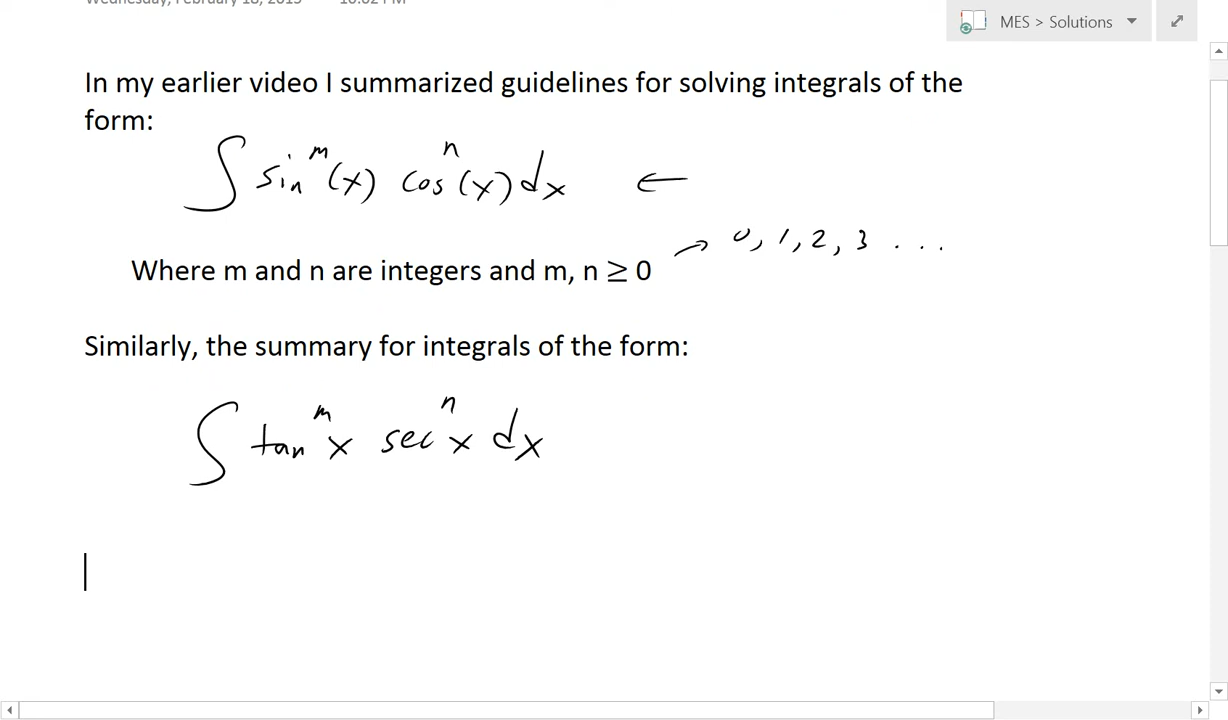 MES > Solutions
In my earlier video I summarized guidelines for solving integrals of the
form:
∫ sin^m (x) cos^n (x) dx ←
→ 0, 1, 2, 3 ...
Where m and n are integers and m, n ≥ 0
Similarly, the summary for integrals of the form:
∫ tan^m x sec^n x dx